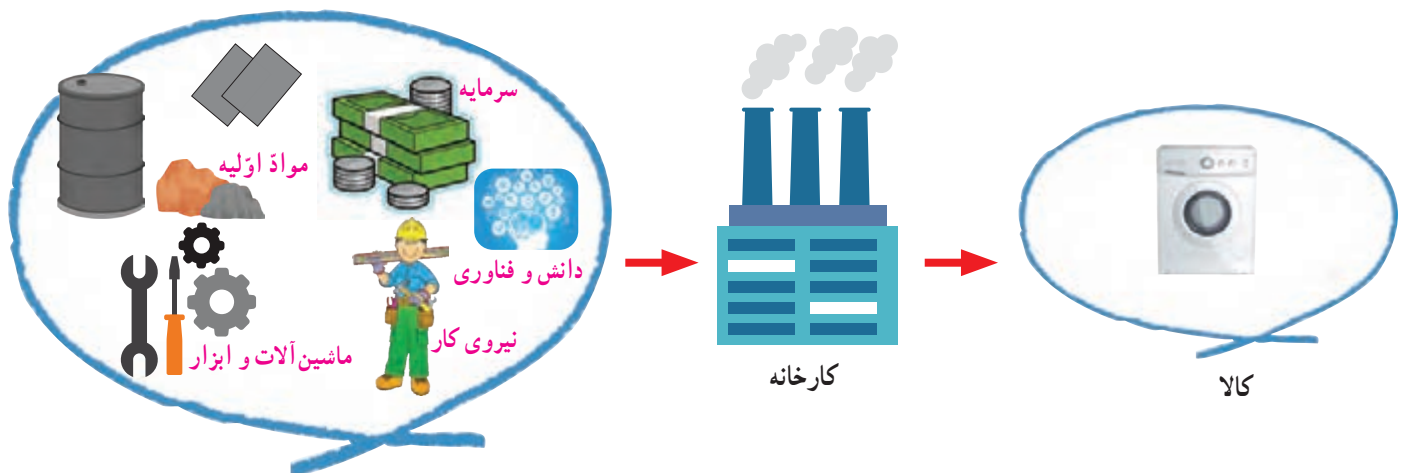 سرمایه
موادّ اوّلیه
دانش و فناوری
نیروی کار
ماشین‌آلات و ابزار
کارخانه
کالا